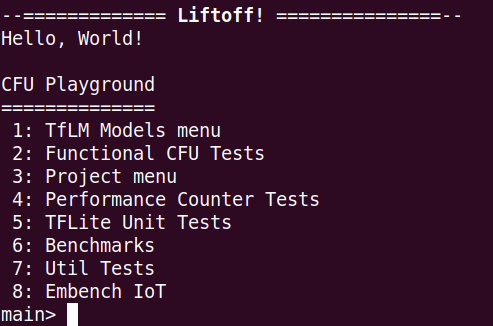 --============= Liftoff! ===============--
Hello, World!
CFU Playground
==============
1: TfLM Models menu
2: Functional CFU Tests
3: Project menu
4: Performance Counter Tests
5: TFLite Unit Tests
6: Benchmarks
7: Util Tests
8: Embench IoT
main>